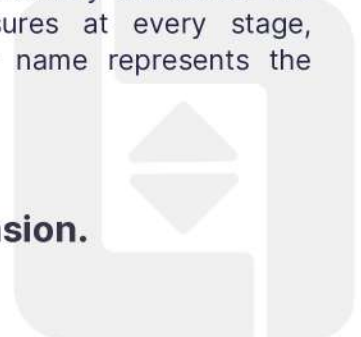 sures at every stage,
name represents the
sion.